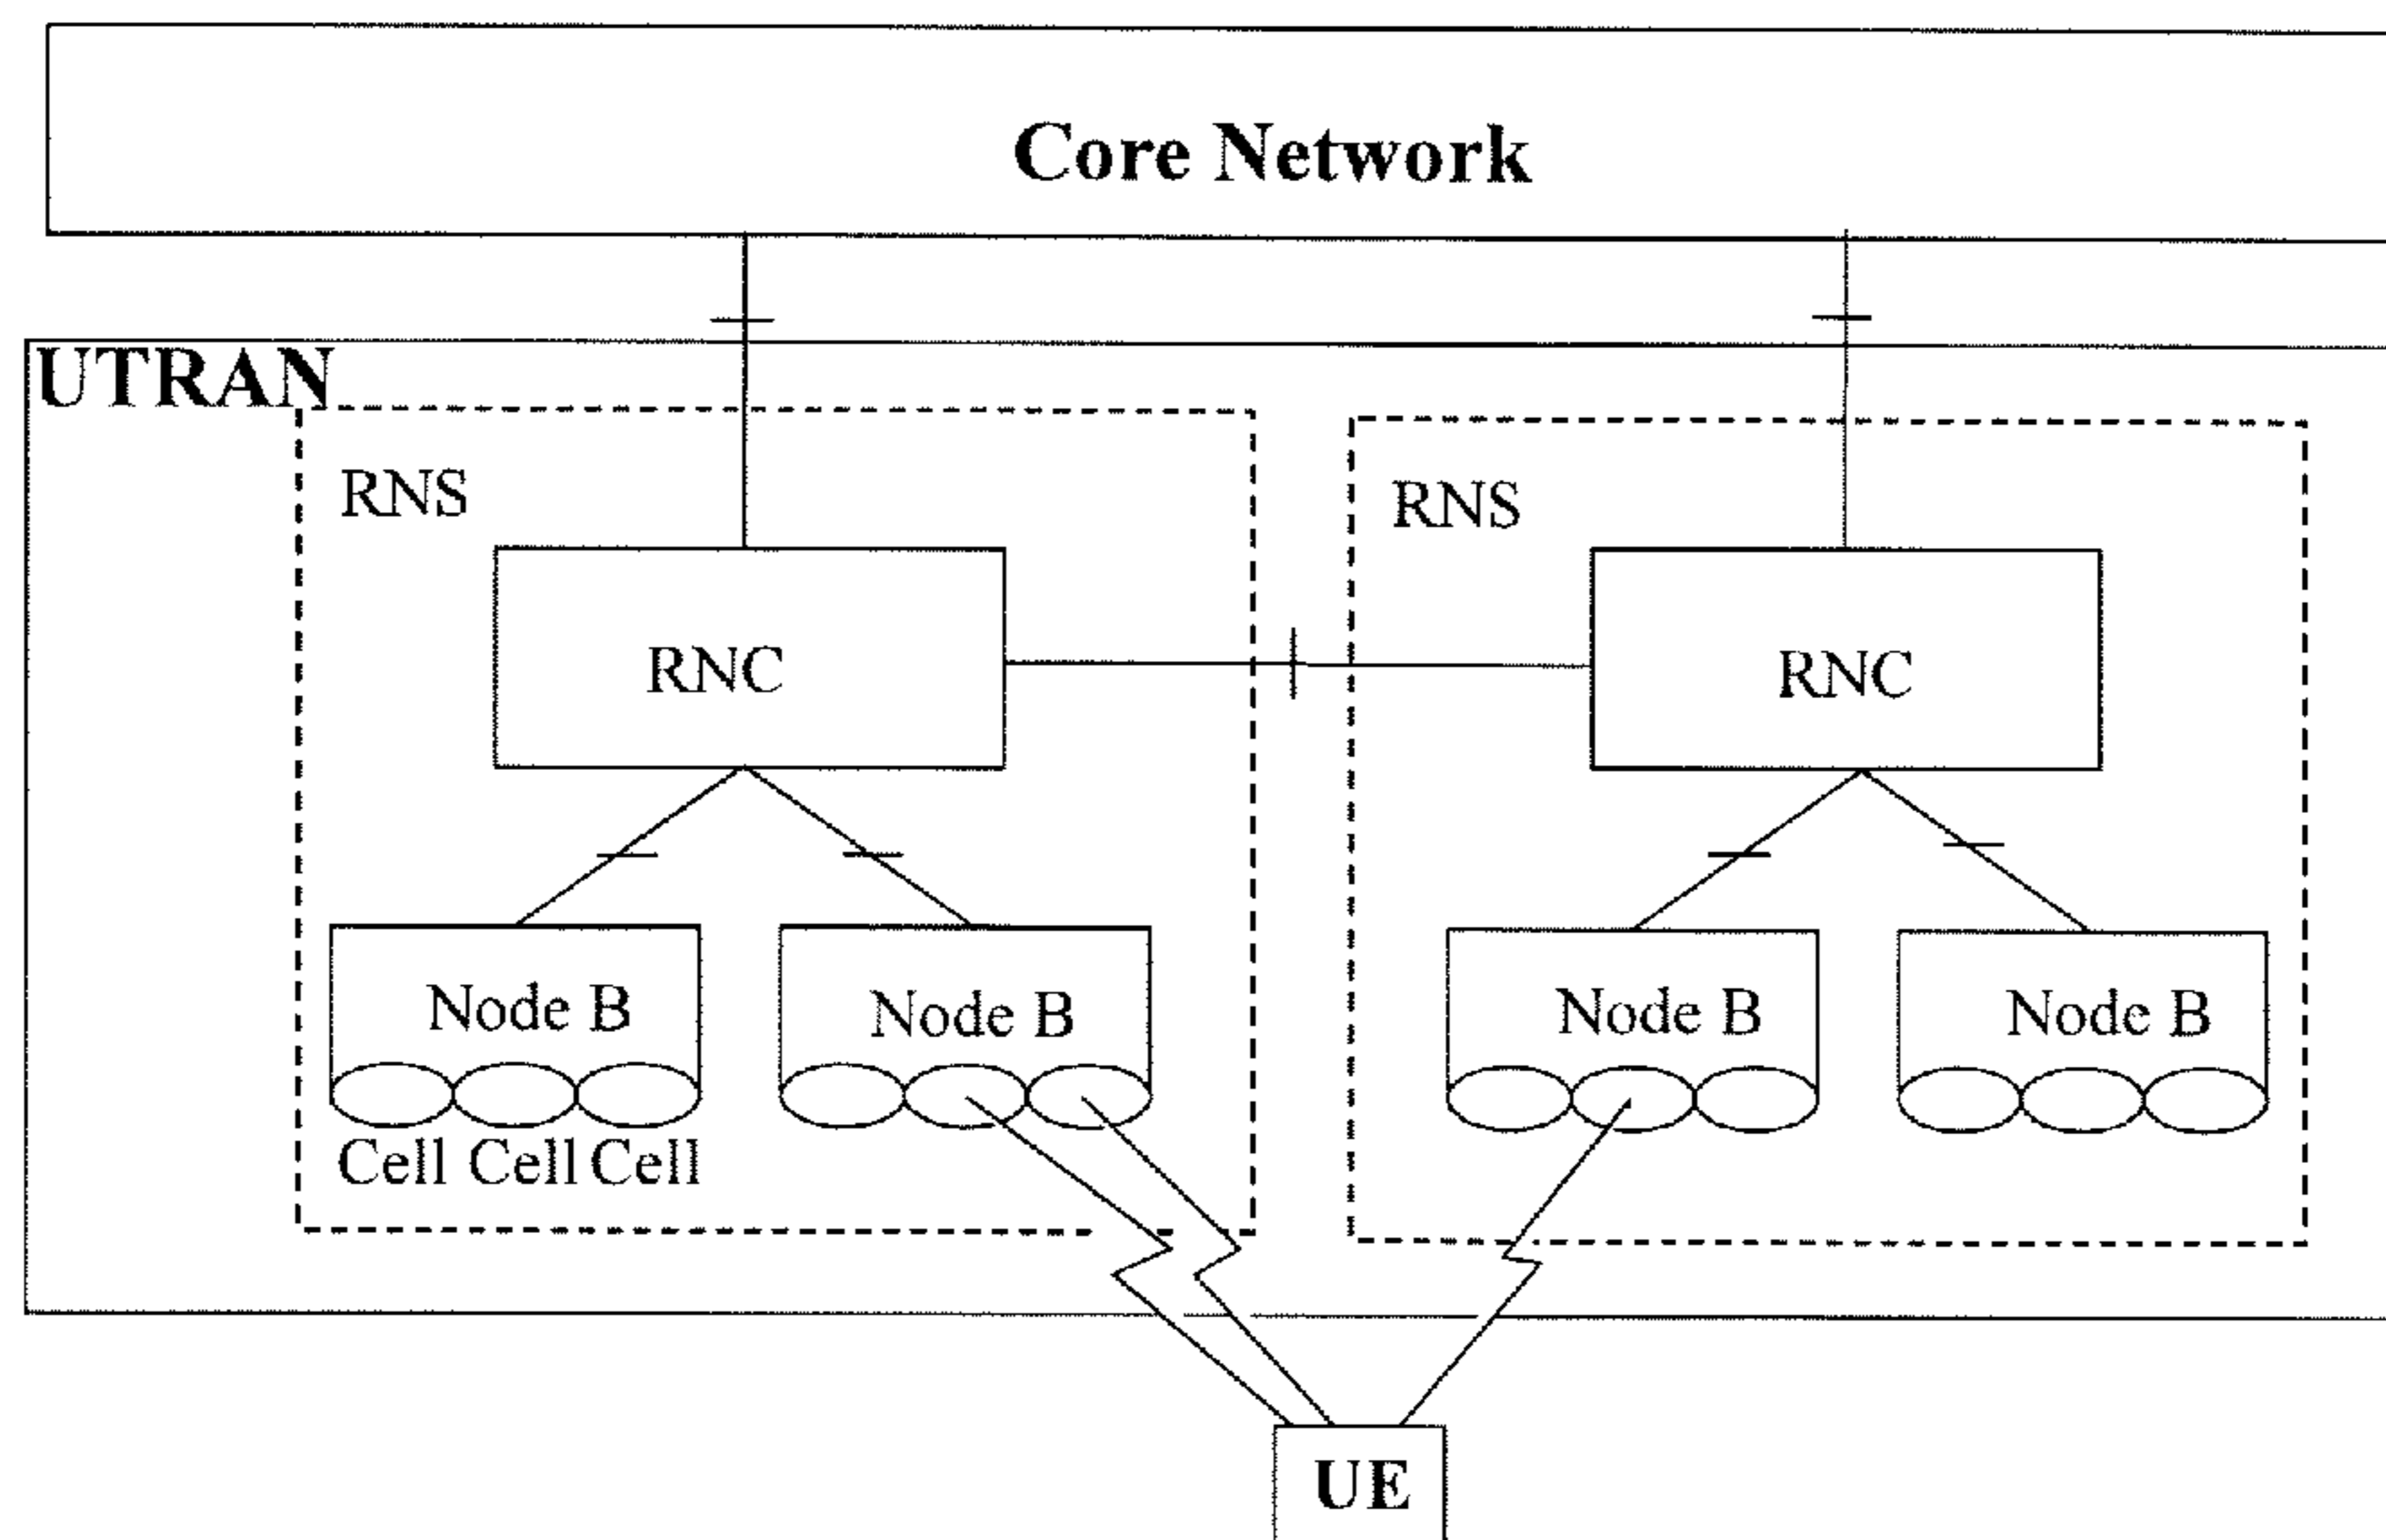 Core Network
UTRAN
RNS
RNS
RNC
RNC
Node B
Node B
Node B
Node B
Cell Cell Cell
UE